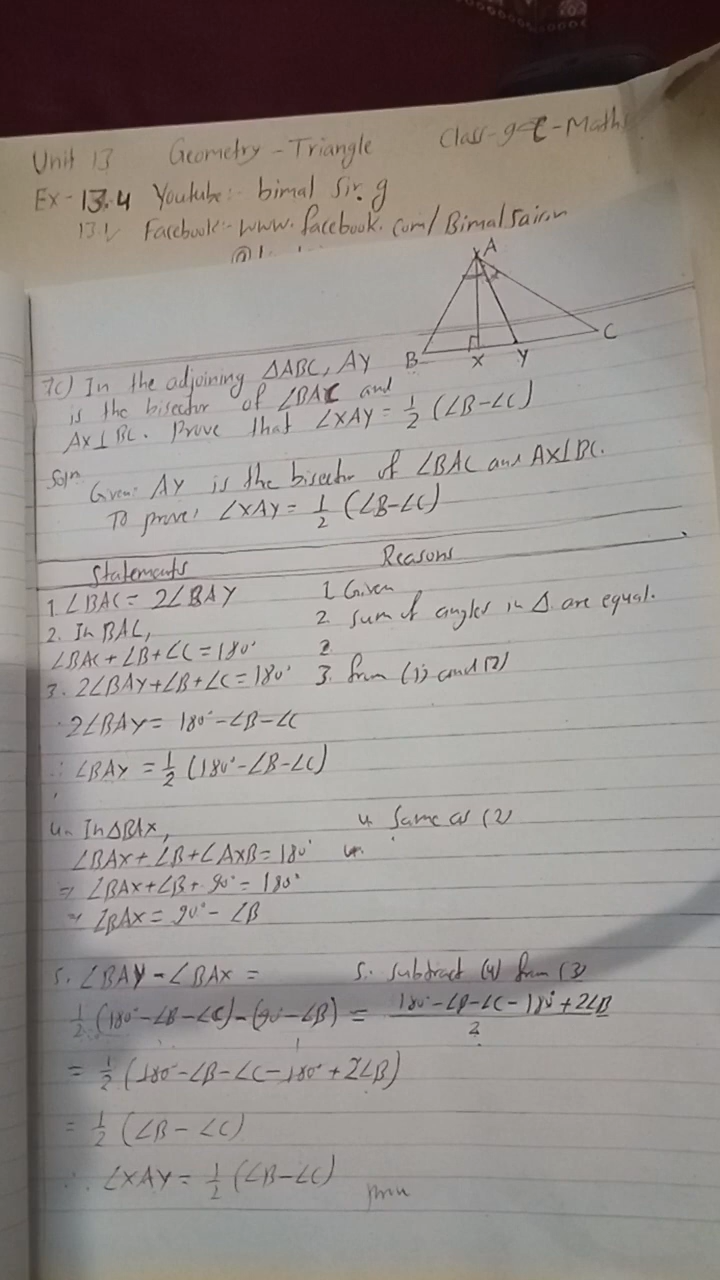 Unit 13 Geometry - Triangle Class-9 - Maths
Ex-13.4 Youtube:- bimal sir.g
13.1 Facebook:- www.facebook.com/Bimalsair.n
A
B X Y C
7c) In the adjoining ΔABC, AY
is the bisector of ∠BAC and
AX⊥BC. Prove that ∠XAY = 1/2 (∠B-∠C)
Soln
Given: AY is the bisector of ∠BAC and AX⊥BC.
To prove: ∠XAY = 1/2 (∠B-∠C)
Statements Reasons
1. ∠BAC = 2∠BAY 1. Given
2. In BAC, 2. sum of angles in Δ are equal.
∠BAC+∠B+∠C = 180° 2
3. 2∠BAY+∠B+∠C = 180° 3. from (1) and (2)
2∠BAY = 180°-∠B-∠C
∴ ∠BAY = 1/2 (180°-∠B-∠C)
4. In ΔBAX, 4. Same as (2)
∠BAX+∠B+∠AXB = 180° 4.
⇒ ∠BAX+∠B+90° = 180°
⇒ ∠BAX = 90° - ∠B
5. ∠BAY - ∠BAX = 5. subtract (4) from (3)
1/2 (180°-∠B-∠C)-(90-∠B) = 180°-∠B-∠C-180°+2∠B / 2
= 1/2 (180°-∠B-∠C-180°+2∠B)
= 1/2 (∠B - ∠C)
∴ ∠XAY = 1/2 (∠B-∠C)